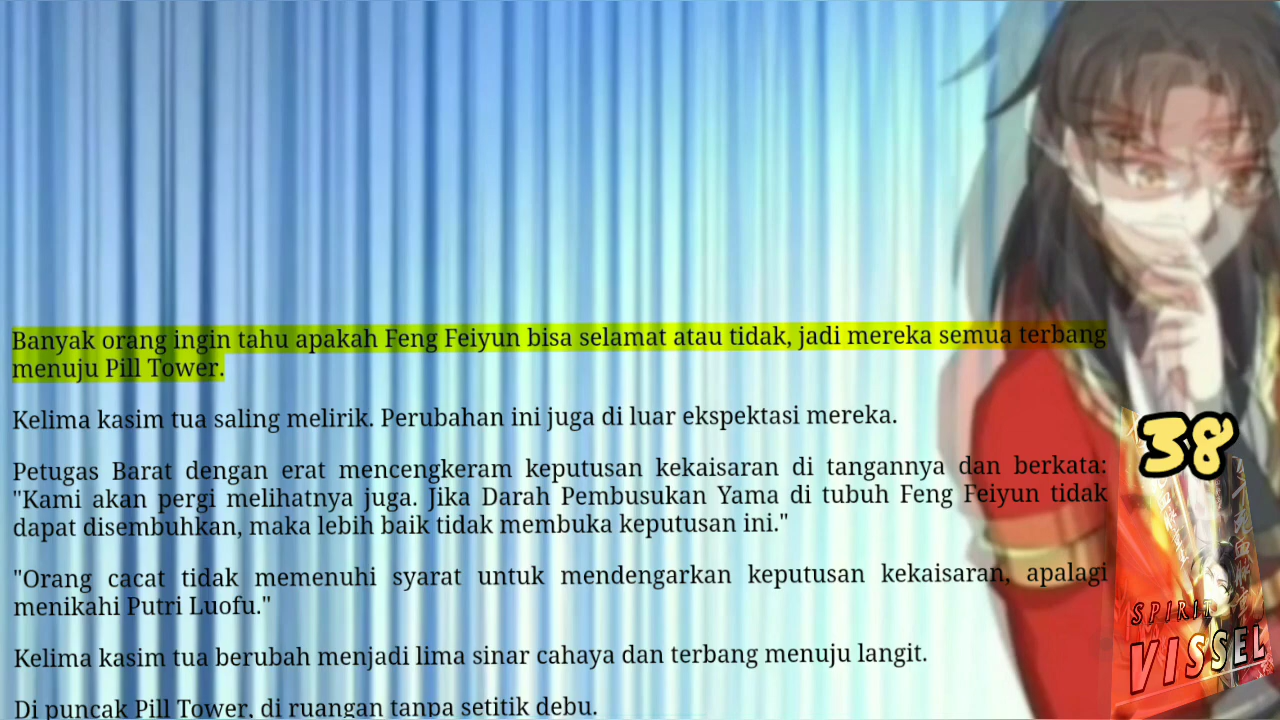 Banyak orang ingin tahu apakah Feng Feiyun bisa selamat atau tidak, jadi mereka semua terbang
menuju Pill Tower.
Kelima kasim tua saling melirik. Perubahan ini juga di luar ekspektasi mereka.
Petugas Barat dengan erat mencengkeram keputusan kekaisaran di tangannya dan berkata:
"Kami akan pergi melihatnya juga. Jika Darah Pembusukan Yama di tubuh Feng Feiyun tidak
dapat disembuhkan, maka lebih baik tidak membuka keputusan ini."
"Orang cacat tidak memenuhi syarat untuk mendengarkan keputusan kekaisaran, apalagi
menikahi Putri Luofu."
Kelima kasim tua berubah menjadi lima sinar cahaya dan terbang menuju langit.
Di puncak Pill Tower, di ruangan tanpa setitik debu.
38
SPIRIT
VISSEL